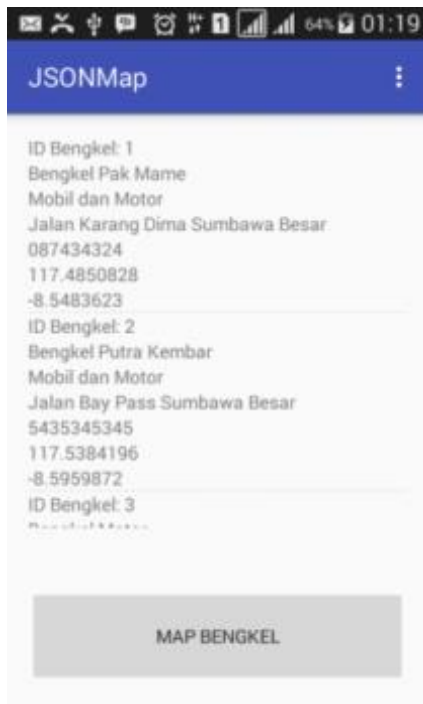 64% 01:19
JSONMap
ID Bengkel: 1
Bengkel Pak Mame
Mobil dan Motor
Jalan Karang Dima Sumbawa Besar
087434324
117.4850828
-8.5483623
ID Bengkel: 2
Bengkel Putra Kembar
Mobil dan Motor
Jalan Bay Pass Sumbawa Besar
5435345345
117.5384196
-8.5959872
ID Bengkel: 3
Bengkel Motor
MAP BENGKEL